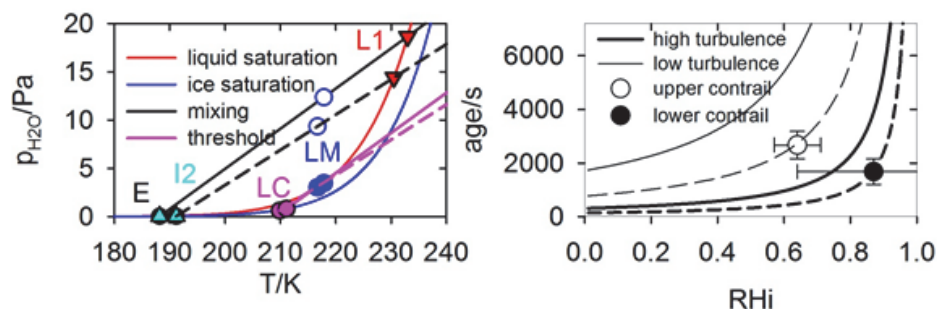 20
15
10
5
0
pH2O/Pa
liquid saturation
ice saturation
mixing
threshold
L1
LM
LC
I2
E
180 190 200 210 220 230 240
T/K
6000
4000
2000
0
age/s
high turbulence
low turbulence
upper contrail
lower contrail
0.0 0.2 0.4 0.6 0.8 1.0
RHi